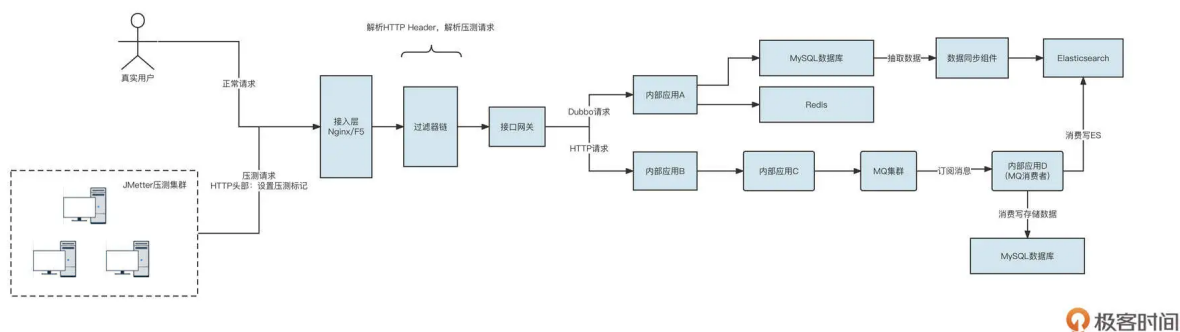 解析HTTP Header，解析压测请求
真实用户
正常请求
接入层
Nginx/F5
过滤器链
接口网关
Dubbo请求
HTTP请求
内部应用A
MySQL数据库
抽取数据
数据同步组件
Elasticsearch
Redis
消费写ES
压测请求
HTTP头部：设置压测标记
JMetter压测集群
内部应用B
内部应用C
MQ集群
订阅消息
内部应用D
(MQ消费者)
消费写存储数据
MySQL数据库
极客时间